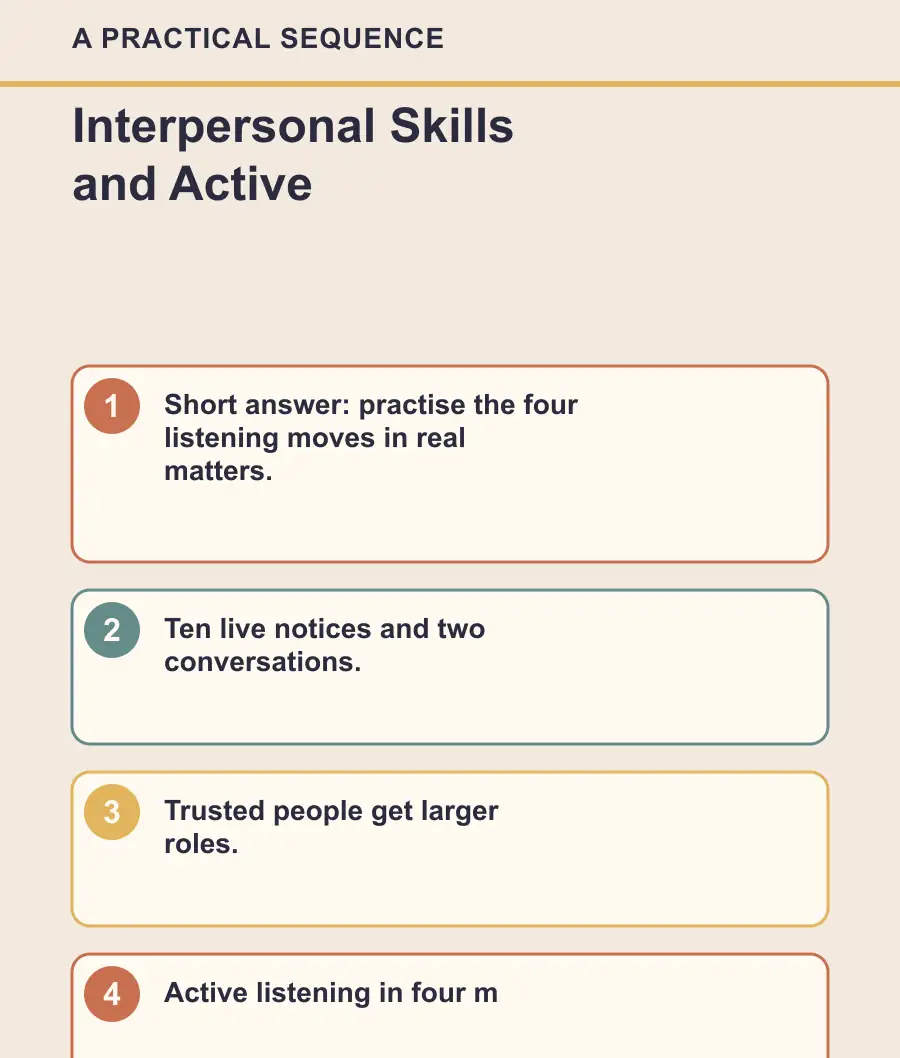 A PRACTICAL SEQUENCE
Interpersonal Skills
and Active
1
Short answer: practise the four
listening moves in real
matters.
2
Ten live notices and two
conversations.
3
Trusted people get larger
roles.
4
Active listening in four m